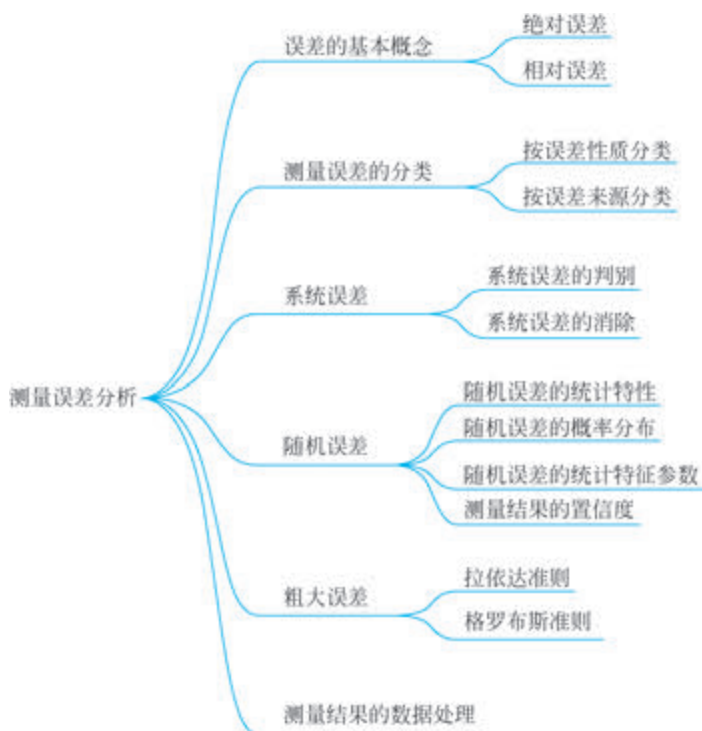 测量误差分析
误差的基本概念
绝对误差
相对误差
测量误差的分类
按误差性质分类
按误差来源分类
系统误差
系统误差的判别
系统误差的消除
随机误差
随机误差的统计特性
随机误差的概率分布
随机误差的统计特征参数
测量结果的置信度
粗大误差
拉依达准则
格罗布斯准则
测量结果的数据处理